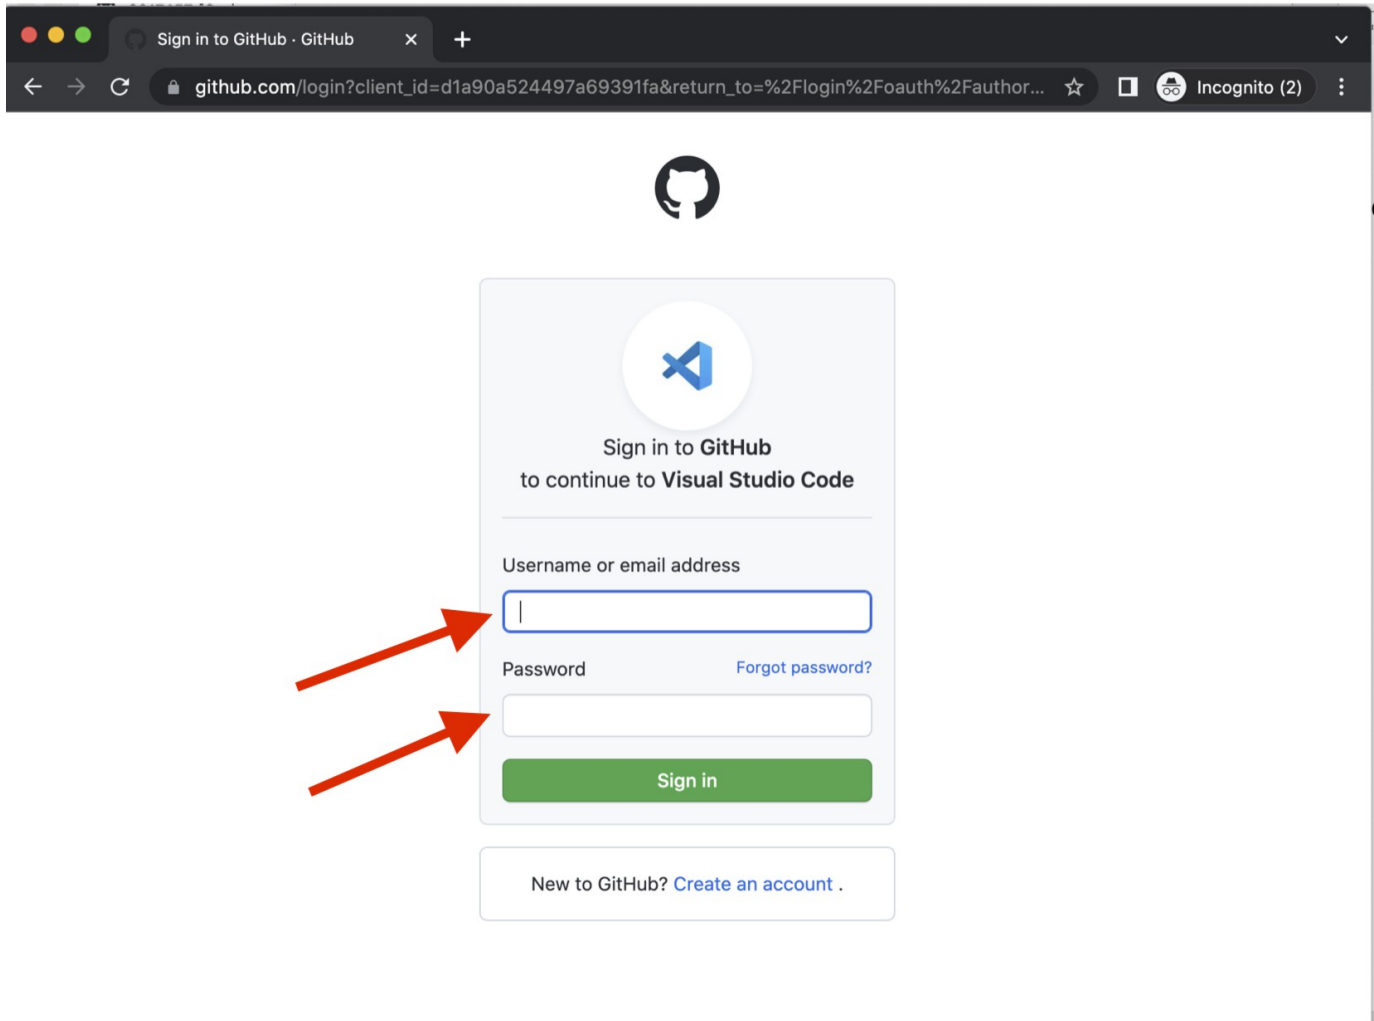 Sign in to GitHub · GitHub
github.com/login?client_id=d1a90a524497a69391fa&return_to=%2Flogin%2Foauth%2Fauthor...
Incognito (2)
Sign in to GitHub
to continue to Visual Studio Code
Username or email address
Password
Forgot password?
Sign in
New to GitHub? Create an account .